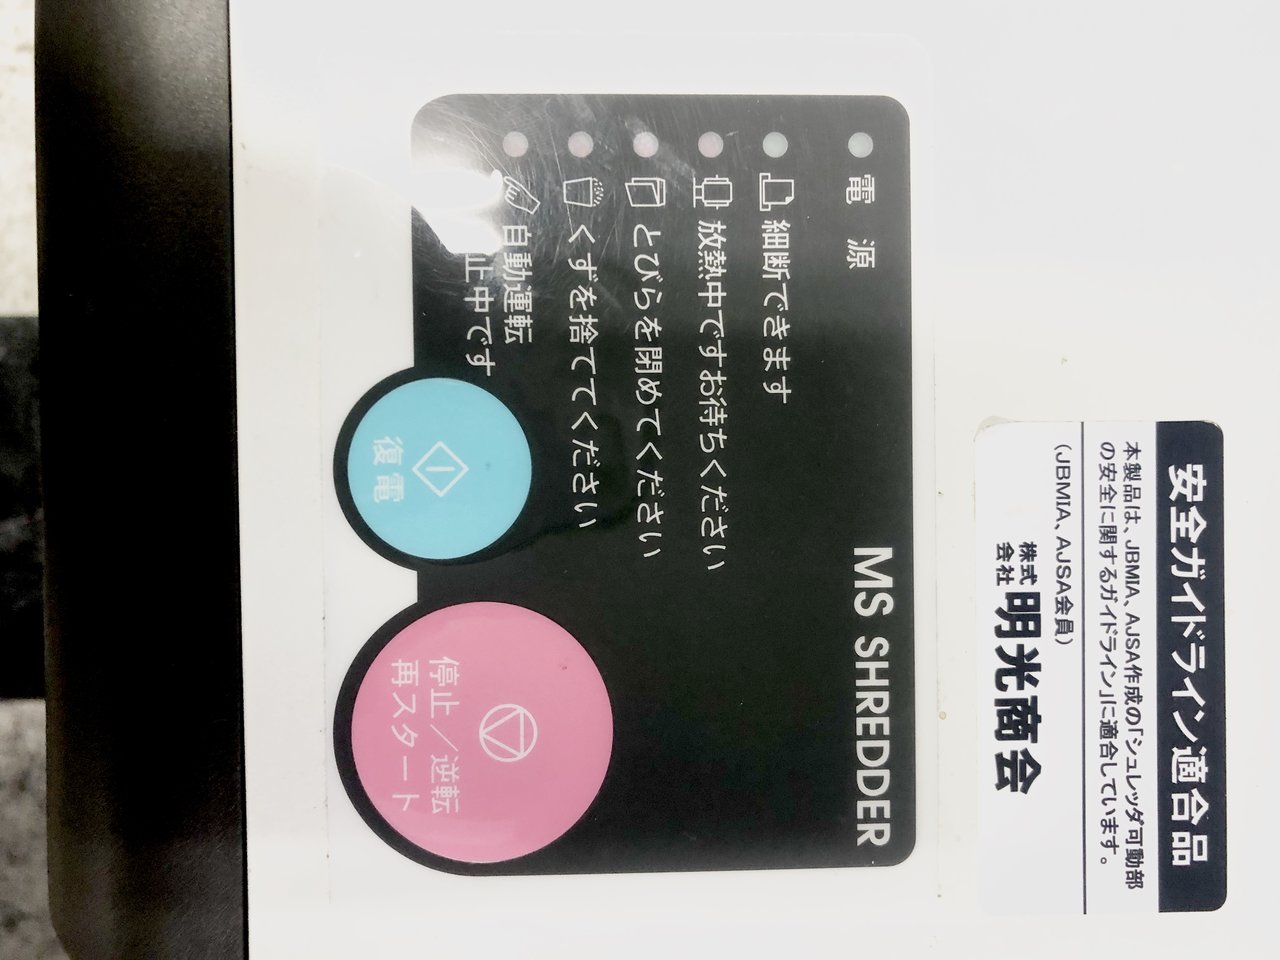 安全ガイドライン適合品
本製品は、JBMIA、AJSA作成の「シュレッダ可動部
の安全に関するガイドライン」に適合しています。
(JBMIA、AJSA会員)
株式会社 明光商会
MS SHREDDER
電源
細断できます
放熱中ですお待ちください
とびらを閉めてください
くずを捨ててください
自動運転
止中です
復電
停止／逆転
再スタート